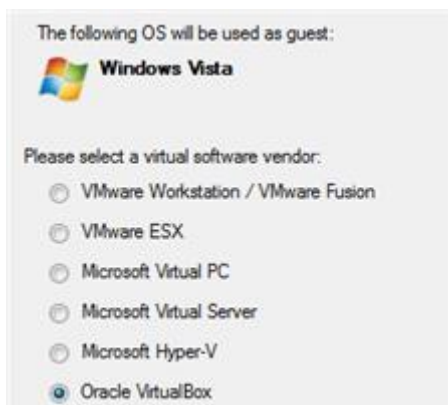 The following OS will be used as guest:
Windows Vista
Please select a virtual software vendor:
VMware Workstation / VMware Fusion
VMware ESX
Microsoft Virtual PC
Microsoft Virtual Server
Microsoft Hyper-V
Oracle VirtualBox